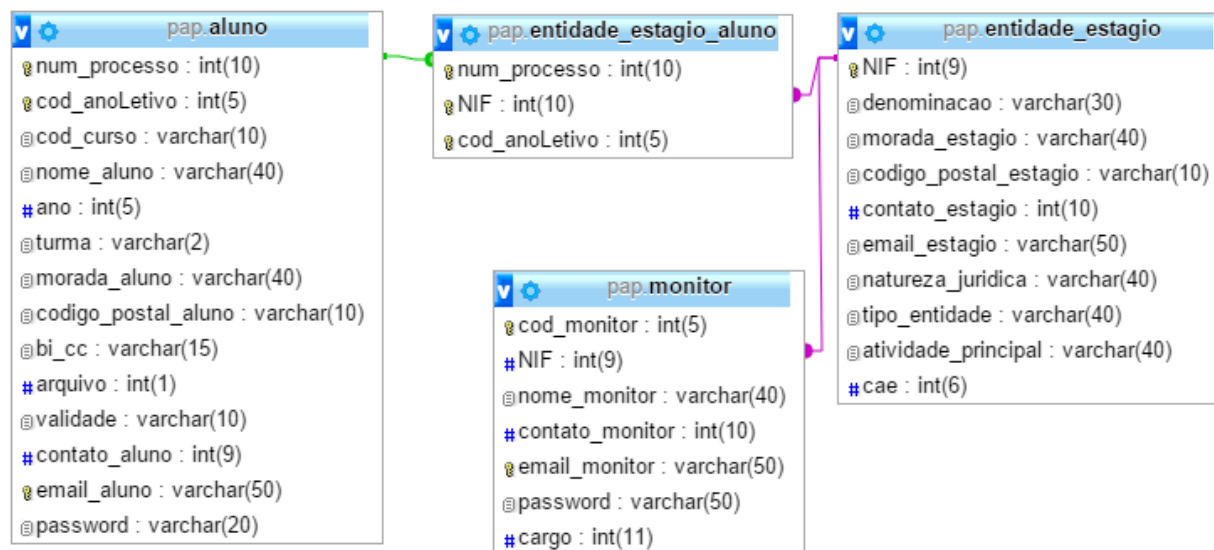 pap.aluno
num_processo : int(10)
cod_anoLetivo : int(5)
cod_curso : varchar(10)
nome_aluno : varchar(40)
# ano : int(5)
turma : varchar(2)
morada_aluno : varchar(40)
codigo_postal_aluno : varchar(10)
bi_cc : varchar(15)
# arquivo : int(1)
validade : varchar(10)
# contato_aluno : int(9)
email_aluno : varchar(50)
password : varchar(20)
pap.entidade_estagio_aluno
num_processo : int(10)
NIF : int(10)
cod_anoLetivo : int(5)
pap.monitor
cod_monitor : int(5)
# NIF : int(9)
nome_monitor : varchar(40)
# contato_monitor : int(10)
email_monitor : varchar(50)
password : varchar(50)
# cargo : int(11)
pap.entidade_estagio
NIF : int(9)
denominacao : varchar(30)
morada_estagio : varchar(40)
codigo_postal_estagio : varchar(10)
# contato_estagio : int(10)
email_estagio : varchar(50)
natureza_juridica : varchar(40)
tipo_entidade : varchar(40)
atividade_principal : varchar(40)
# cae : int(6)